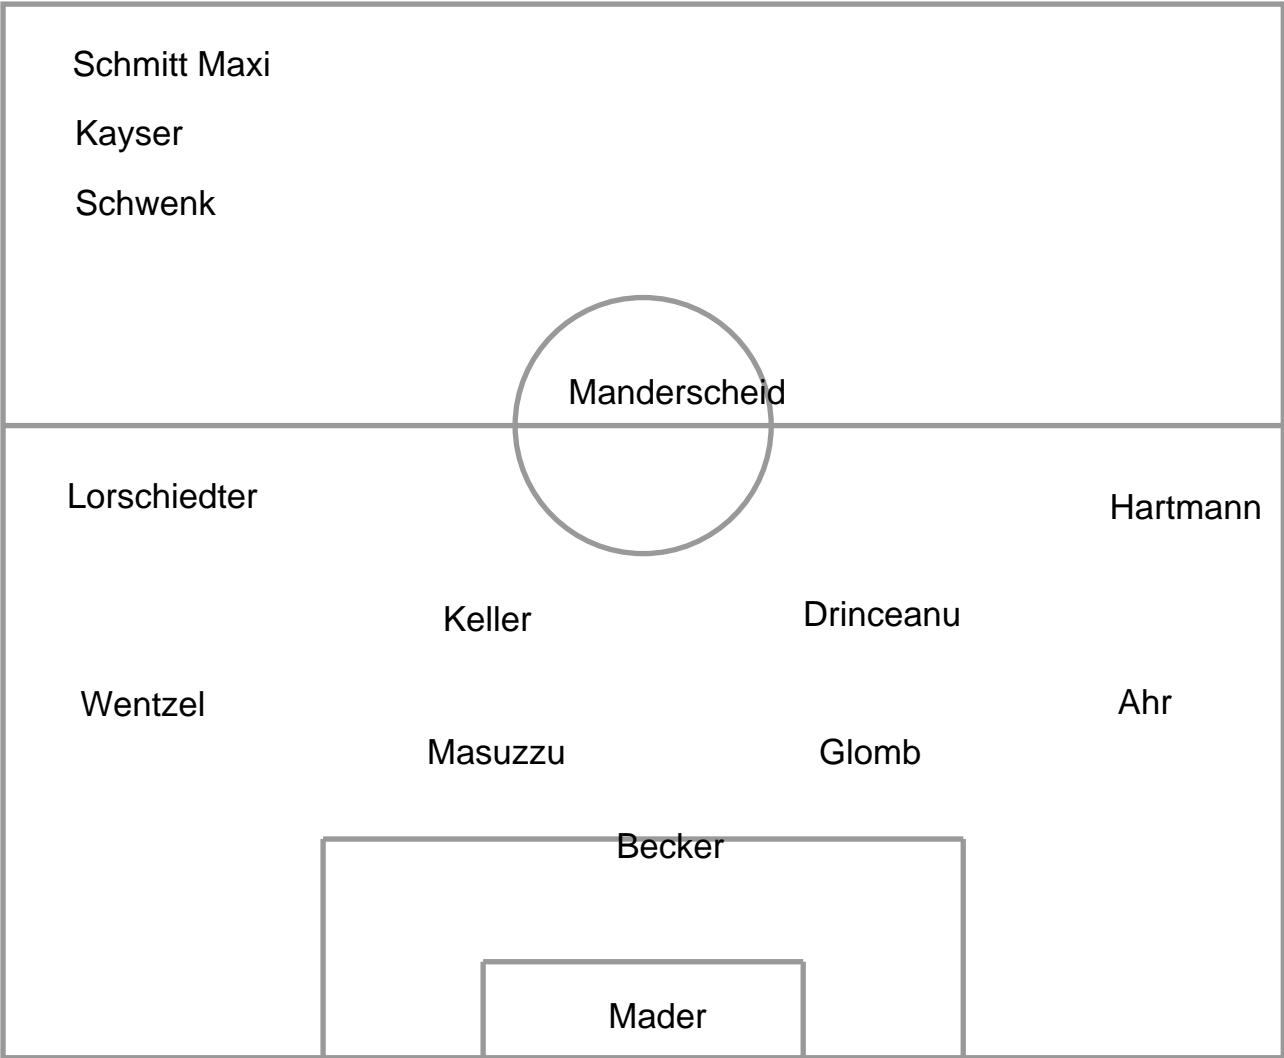 Schmitt Maxi
Kayser
Schwenk
Manderscheid
Lorschiedter
Hartmann
Keller
Drinceanu
Wentzel
Ahr
Masuzzu
Glomb
Becker
Mader